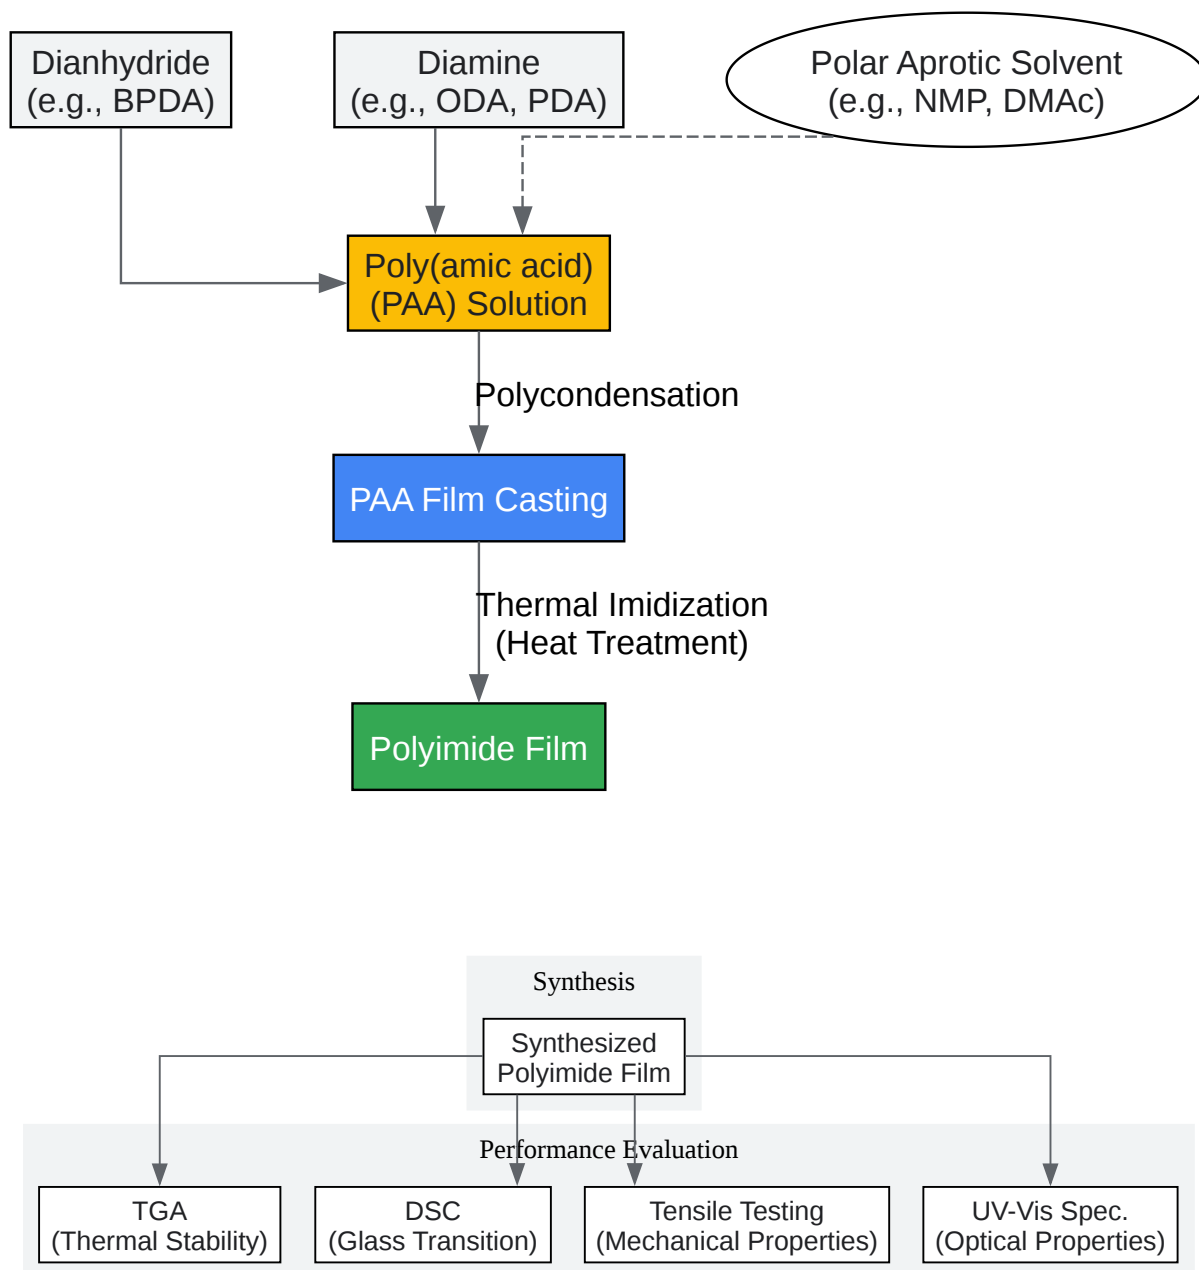 Dianhydride
(e.g., BPDA)
Diamine
(e.g., ODA, PDA)
Polar Aprotic Solvent
(e.g., NMP, DMAc)
Poly(amic acid)
(PAA) Solution
Polycondensation
PAA Film Casting
Thermal Imidization
(Heat Treatment)
Polyimide Film
Synthesis
Synthesized
Polyimide Film
Performance Evaluation
TGA
(Thermal Stability)
DSC
(Glass Transition)
Tensile Testing
(Mechanical Properties)
UV-Vis Spec.
(Optical Properties)